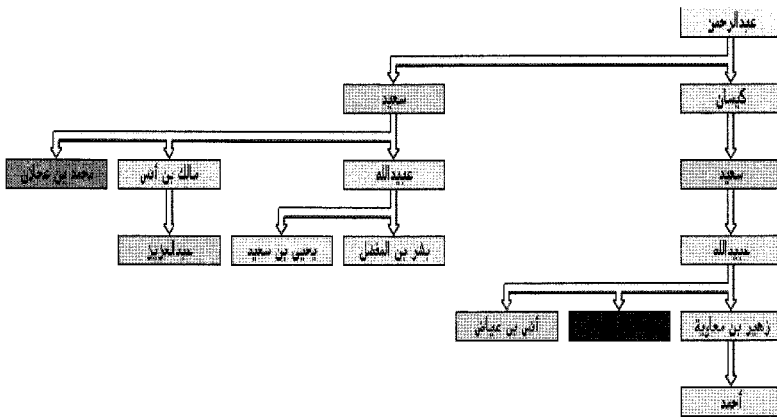 عبدالرحمن
كيسان
سعيد
سعيد
عبيدالله
مالك بن أنس
محمد بن عجلان
عبيدالله
بشر بن المفضل
يحيى بن سعيد
عبدالعزيز
زهير بن معاوية
أنس بن عياض
أحمد